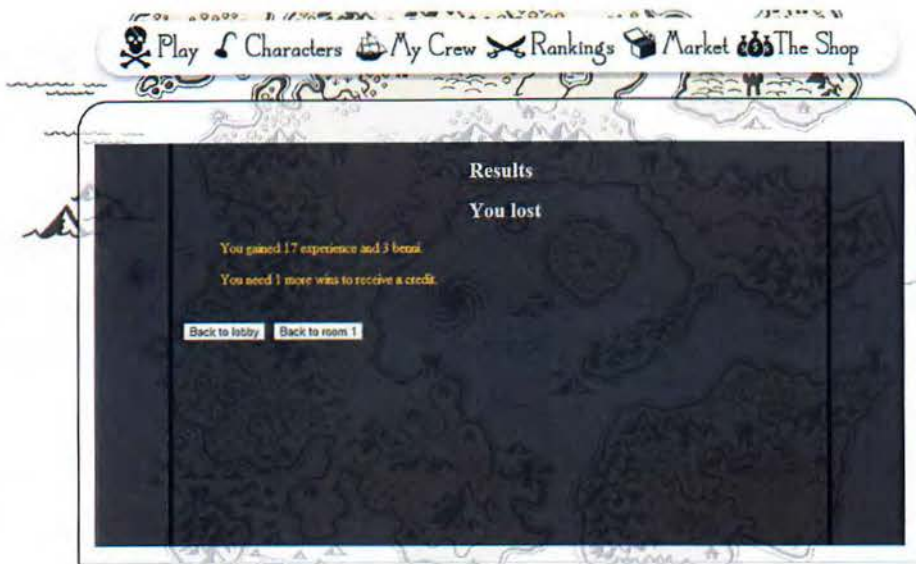 Play Characters My Crew Rankings Market The Shop
Results
You lost
You gained 17 experience and 3 benni.
You need 1 more wins to receive a credit.
Back to lobby Back to room 1